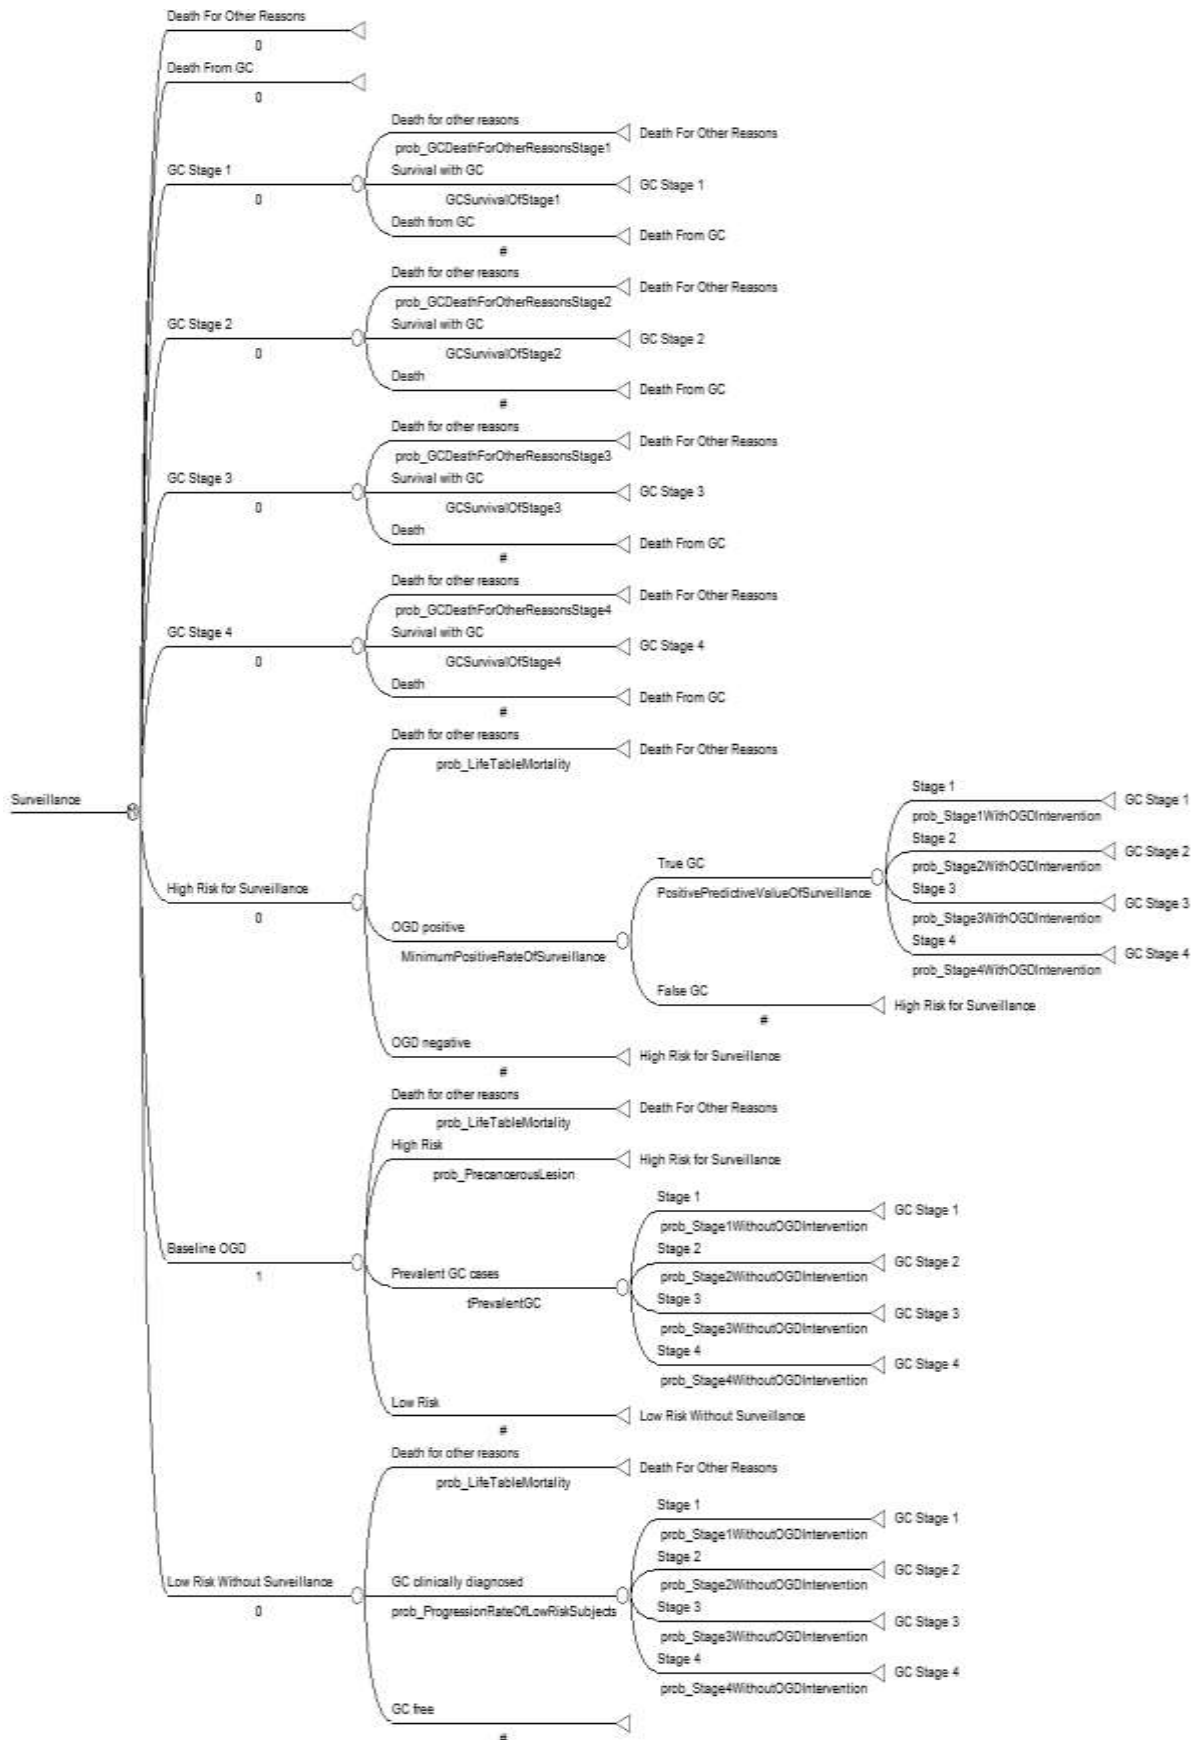 Death For Other Reasons
0
Death From GC
0
Death for other reasons
Death For Other Reasons
prob_GCDeathForOtherReasonsStage1
GC Stage 1
Survival with GC
GC Stage 1
0
GCSurvivalOfStage1
Death from GC
Death From GC
#
Death for other reasons
Death For Other Reasons
prob_GCDeathForOtherReasonsStage2
GC Stage 2
Survival with GC
GC Stage 2
0
GCSurvivalOfStage2
Death
Death From GC
#
Death for other reasons
Death For Other Reasons
prob_GCDeathForOtherReasonsStage3
GC Stage 3
Survival with GC
GC Stage 3
0
GCSurvivalOfStage3
Death
Death From GC
#
Death for other reasons
Death For Other Reasons
prob_GCDeathForOtherReasonsStage4
GC Stage 4
Survival with GC
GC Stage 4
0
GCSurvivalOfStage4
Death
Death From GC
#
Surveillance
Death for other reasons
Death For Other Reasons
prob_LifeTableMortality
High Risk for Surveillance
0
OGD positive
MinimumPositiveRateOfSurveillance
True GC
PositivePredictiveValueOfSurveillance
Stage 1
GC Stage 1
prob_Stage1WithOGDIntervention
Stage 2
GC Stage 2
prob_Stage2WithOGDIntervention
Stage 3
GC Stage 3
prob_Stage3WithOGDIntervention
Stage 4
GC Stage 4
prob_Stage4WithOGDIntervention
False GC
High Risk for Surveillance
#
OGD negative
High Risk for Surveillance
#
Death for other reasons
Death For Other Reasons
prob_LifeTableMortality
High Risk
High Risk for Surveillance
prob_PrecancerousLesion
Baseline OGD
1
Prevalent GC cases
tPrevalentGC
Stage 1
GC Stage 1
prob_Stage1WithoutOGDIntervention
Stage 2
GC Stage 2
prob_Stage2WithoutOGDIntervention
Stage 3
GC Stage 3
prob_Stage3WithoutOGDIntervention
Stage 4
GC Stage 4
prob_Stage4WithoutOGDIntervention
Low Risk
Low Risk Without Surveillance
#
Death for other reasons
Death For Other Reasons
prob_LifeTableMortality
Low Risk Without Surveillance
0
GC clinically diagnosed
prob_ProgressionRateOfLowRiskSubjects
Stage 1
GC Stage 1
prob_Stage1WithoutOGDIntervention
Stage 2
GC Stage 2
prob_Stage2WithoutOGDIntervention
Stage 3
GC Stage 3
prob_Stage3WithoutOGDIntervention
Stage 4
GC Stage 4
prob_Stage4WithoutOGDIntervention
GC free
#